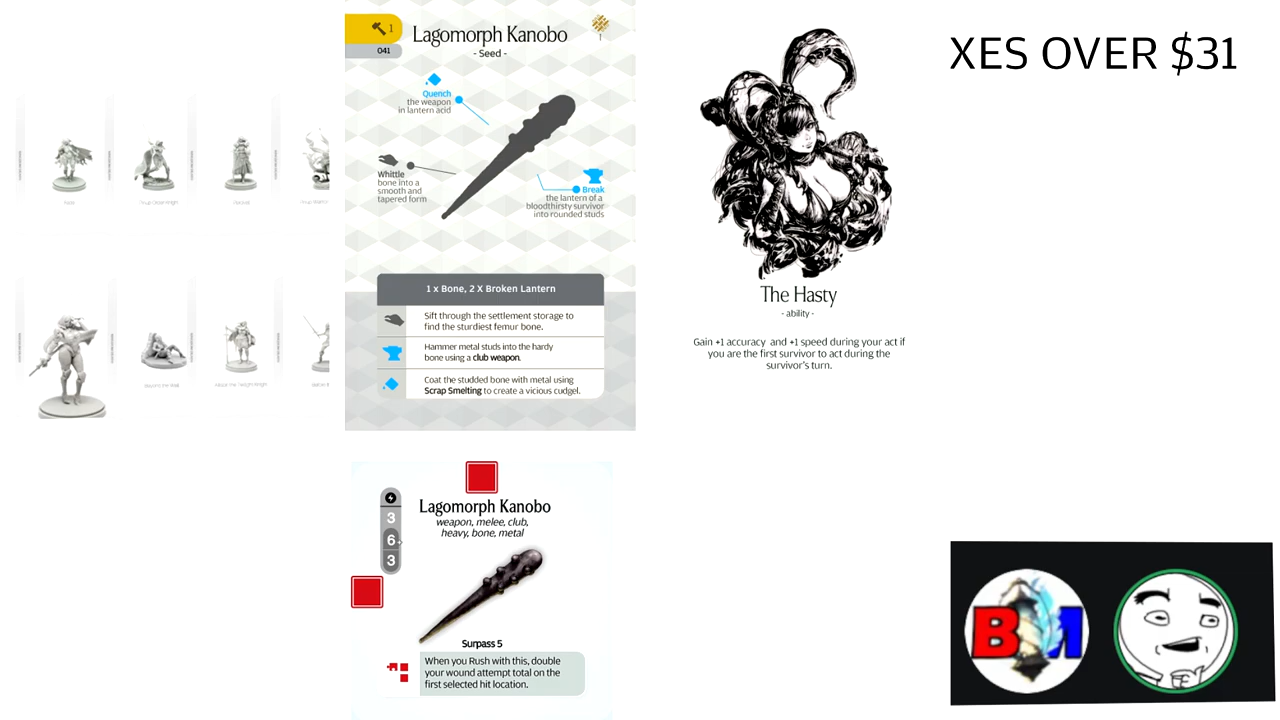 1
041
Lagomorph Kanobo
- Seed -
I
Quench
the weapon
in lantern acid
Whittle
bone into a
smooth and
tapered form
Break
the lantern of a
bloodthirsty survivor
into rounded studs
1 x Bone, 2 X Broken Lantern
Sift through the settlement storage to
find the sturdiest femur bone.
Hammer metal studs into the hardy
bone using a club weapon.
Coat the studded bone with metal using
Scrap Smelting to create a vicious cudgel.
The Hasty
- ability -
Gain +1 accuracy and +1 speed during your act if
you are the first survivor to act during the
survivor's turn.
XES OVER $31
Lagomorph Kanobo
weapon, melee, club,
heavy, bone, metal
3
6
3
Surpass 5
When you Rush with this, double
your wound attempt total on the
first selected hit location.
B M